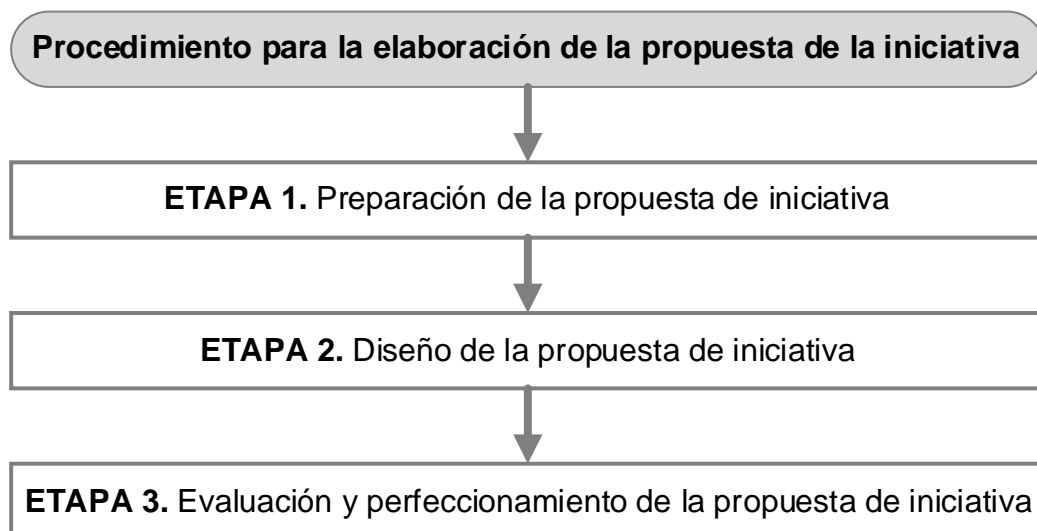 Procedimiento para la elaboración de la propuesta de la iniciativa
ETAPA 1. Preparación de la propuesta de iniciativa
ETAPA 2. Diseño de la propuesta de iniciativa
ETAPA 3. Evaluación y perfeccionamiento de la propuesta de iniciativa